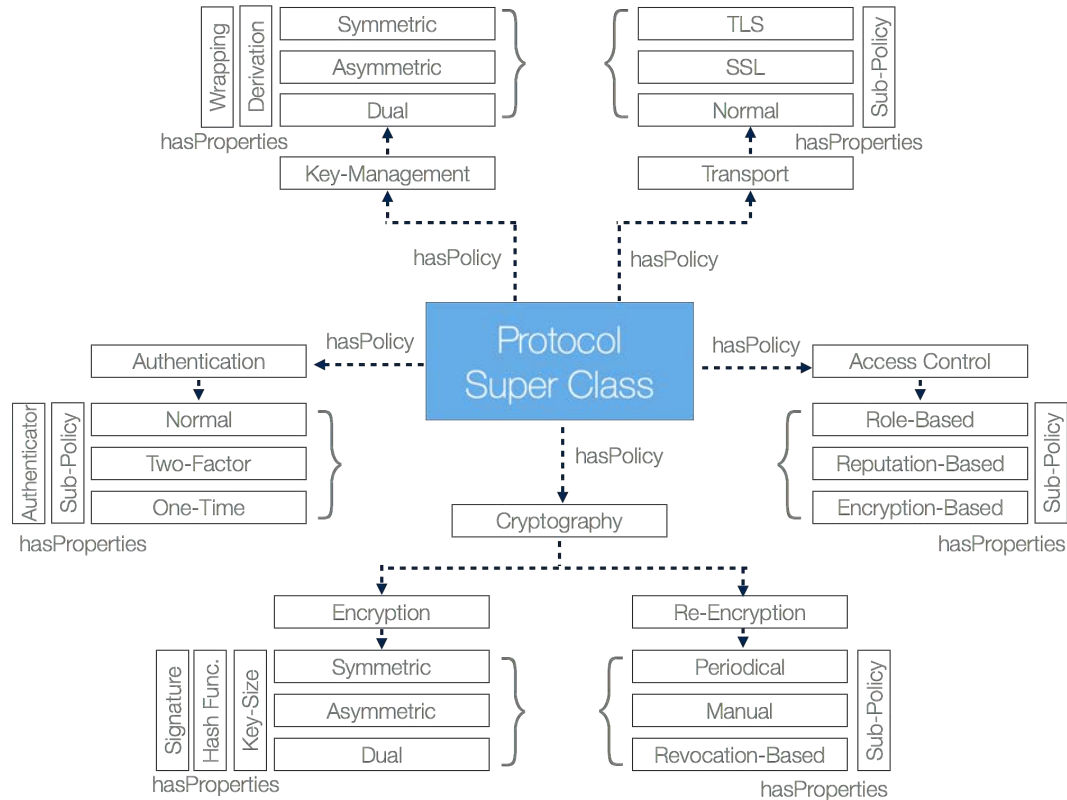 Wrapping
Derivation
Symmetric
Asymmetric
Dual
hasProperties
Key-Management
TLS
SSL
Normal
Sub-Policy
hasProperties
Transport
hasPolicy
hasPolicy
Protocol
Super Class
hasPolicy
Authentication
Authenticator
Sub-Policy
Normal
Two-Factor
One-Time
hasProperties
hasPolicy
Access Control
Role-Based
Reputation-Based
Encryption-Based
Sub-Policy
hasProperties
hasPolicy
Cryptography
Encryption
Signature
Hash Func.
Key-Size
Symmetric
Asymmetric
Dual
hasProperties
Re-Encryption
Periodical
Manual
Revocation-Based
Sub-Policy
hasProperties